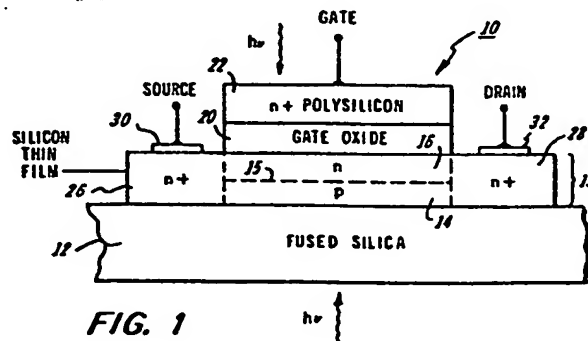 GATE
hν
10
22
SOURCE
n+ POLYSILICON
DRAIN
30
20
GATE OXIDE
16
32
28
SILICON
THIN
FILM
26
n+
15
n
p
14
n+
12
FUSED SILICA
FIG. 1
hν